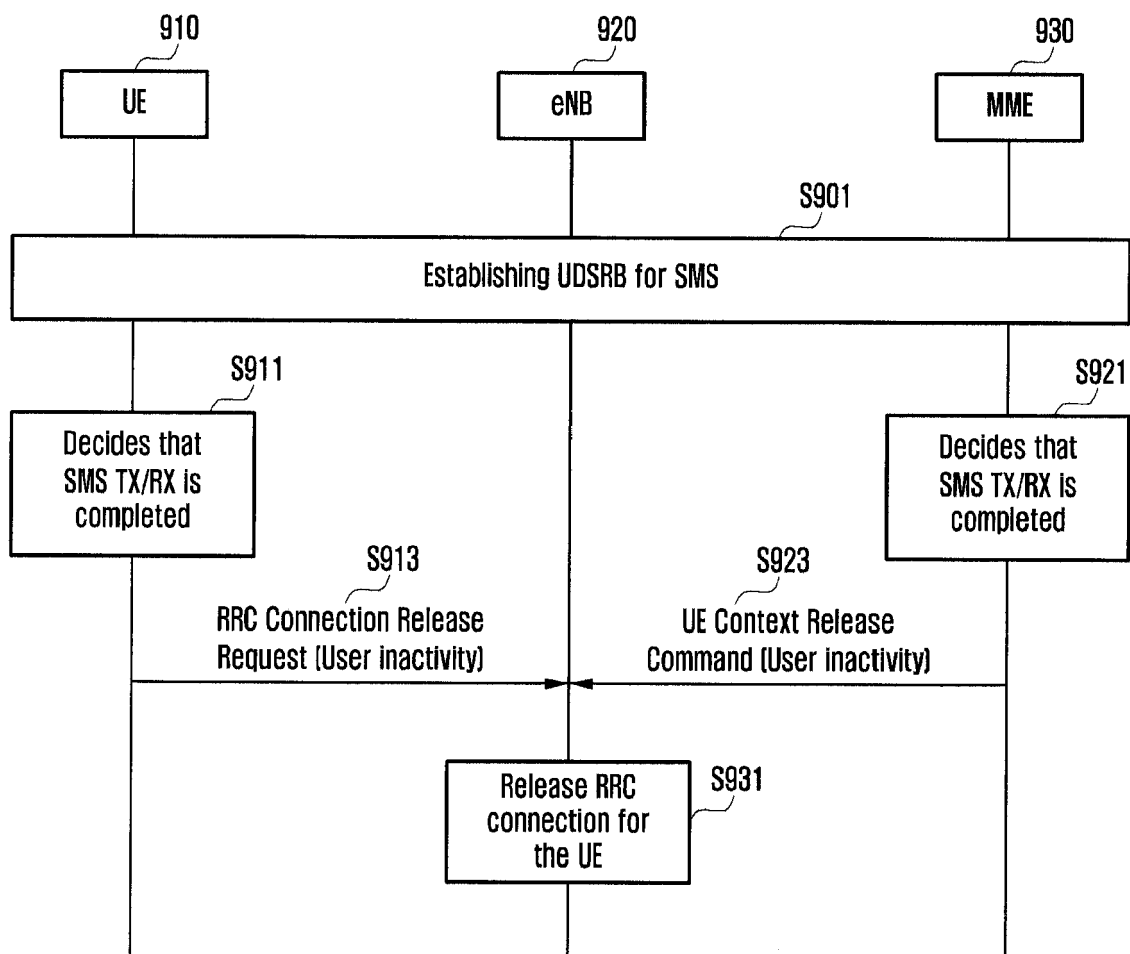 910
920
930
UE
eNB
MME
S901
Establishing UDSRB for SMS
S911
S921
Decides that
SMS TX/RX is
completed
Decides that
SMS TX/RX is
completed
S913
RRC Connection Release
Request (User inactivity)
S923
UE Context Release
Command (User inactivity)
Release RRC
connection for
the UE
S931